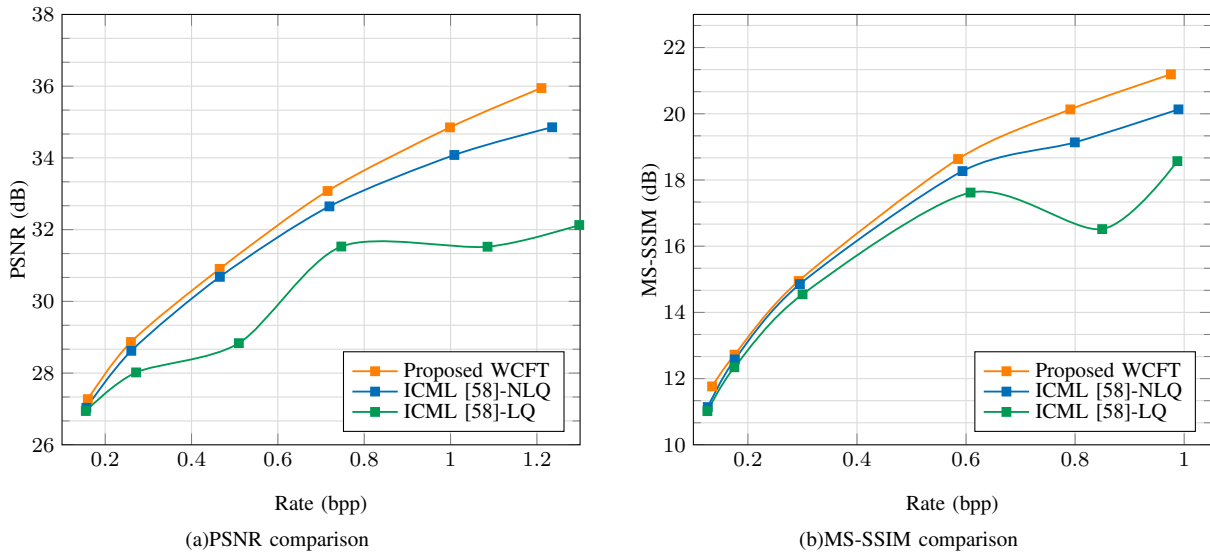 38
36
34
32
30
28
26
PSNR (dB)
0.2 0.4 0.6 0.8 1 1.2
Rate (bpp)
Proposed WCFT
ICML [58]-NLQ
ICML [58]-LQ
(a)PSNR comparison
22
20
18
16
14
12
10
MS-SSIM (dB)
0.2 0.4 0.6 0.8 1
Rate (bpp)
Proposed WCFT
ICML [58]-NLQ
ICML [58]-LQ
(b)MS-SSIM comparison